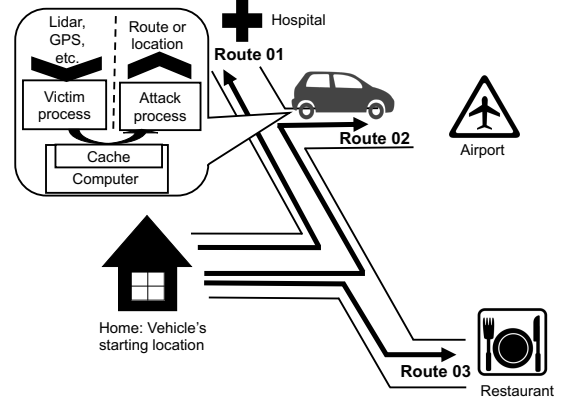 Lidar,
GPS,
etc.
Route or
location
Victim
process
Attack
process
Cache
Computer
Hospital
Route 01
Route 02
Airport
Home: Vehicle's
starting location
Route 03
Restaurant